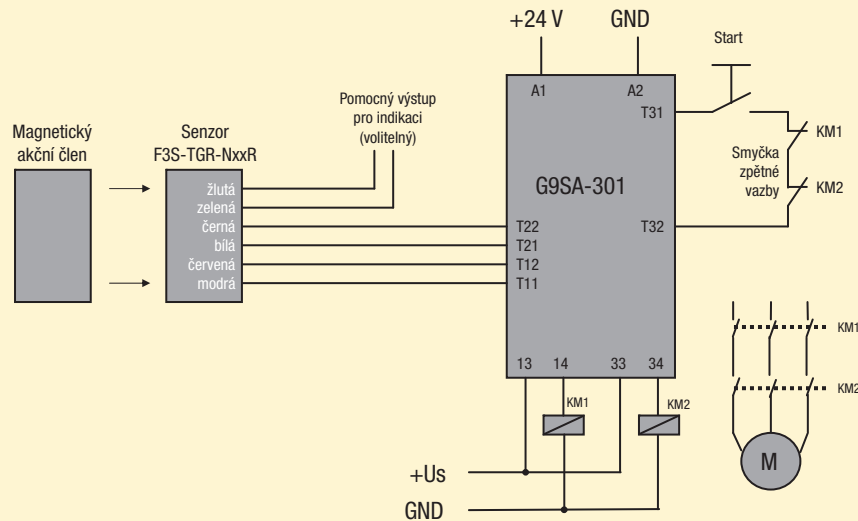 +24 V
GND
Start
A1
A2
T31
Pomocný výstup
pro indikaci
(volitelný)
Magnetický
akční člen
Senzor
F3S-TGR-NxxR
KM1
Smyčka
zpětné
vazby
KM2
G9SA-301
žlutá
zelená
černá
bílá
červená
modrá
T22
T21
T12
T11
T32
13
14
33
34
KM1
KM2
KM1
KM2
M
+Us
GND